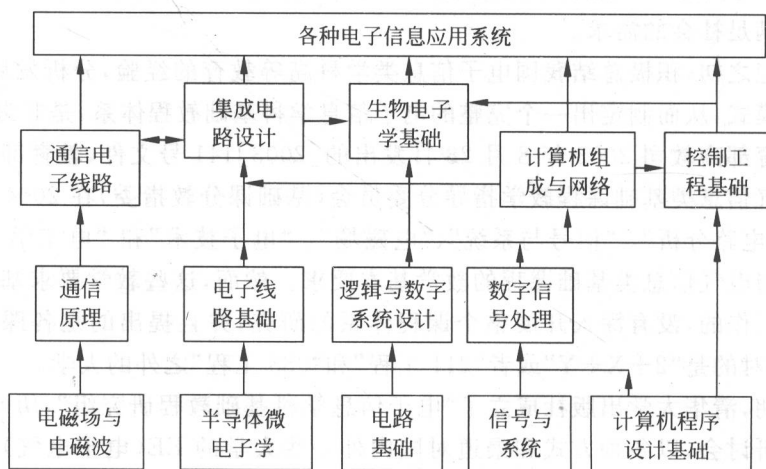 各种电子信息应用系统
集成电
路设计
生物电子
学基础
通信电
子线路
计算机组
成与网络
控制工
程基础
通信
原理
电子线
路基础
逻辑与数字
系统设计
数字信
号处理
电磁场与
电磁波
半导体微
电子学
电路
基础
信号与
系统
计算机程序
设计基础